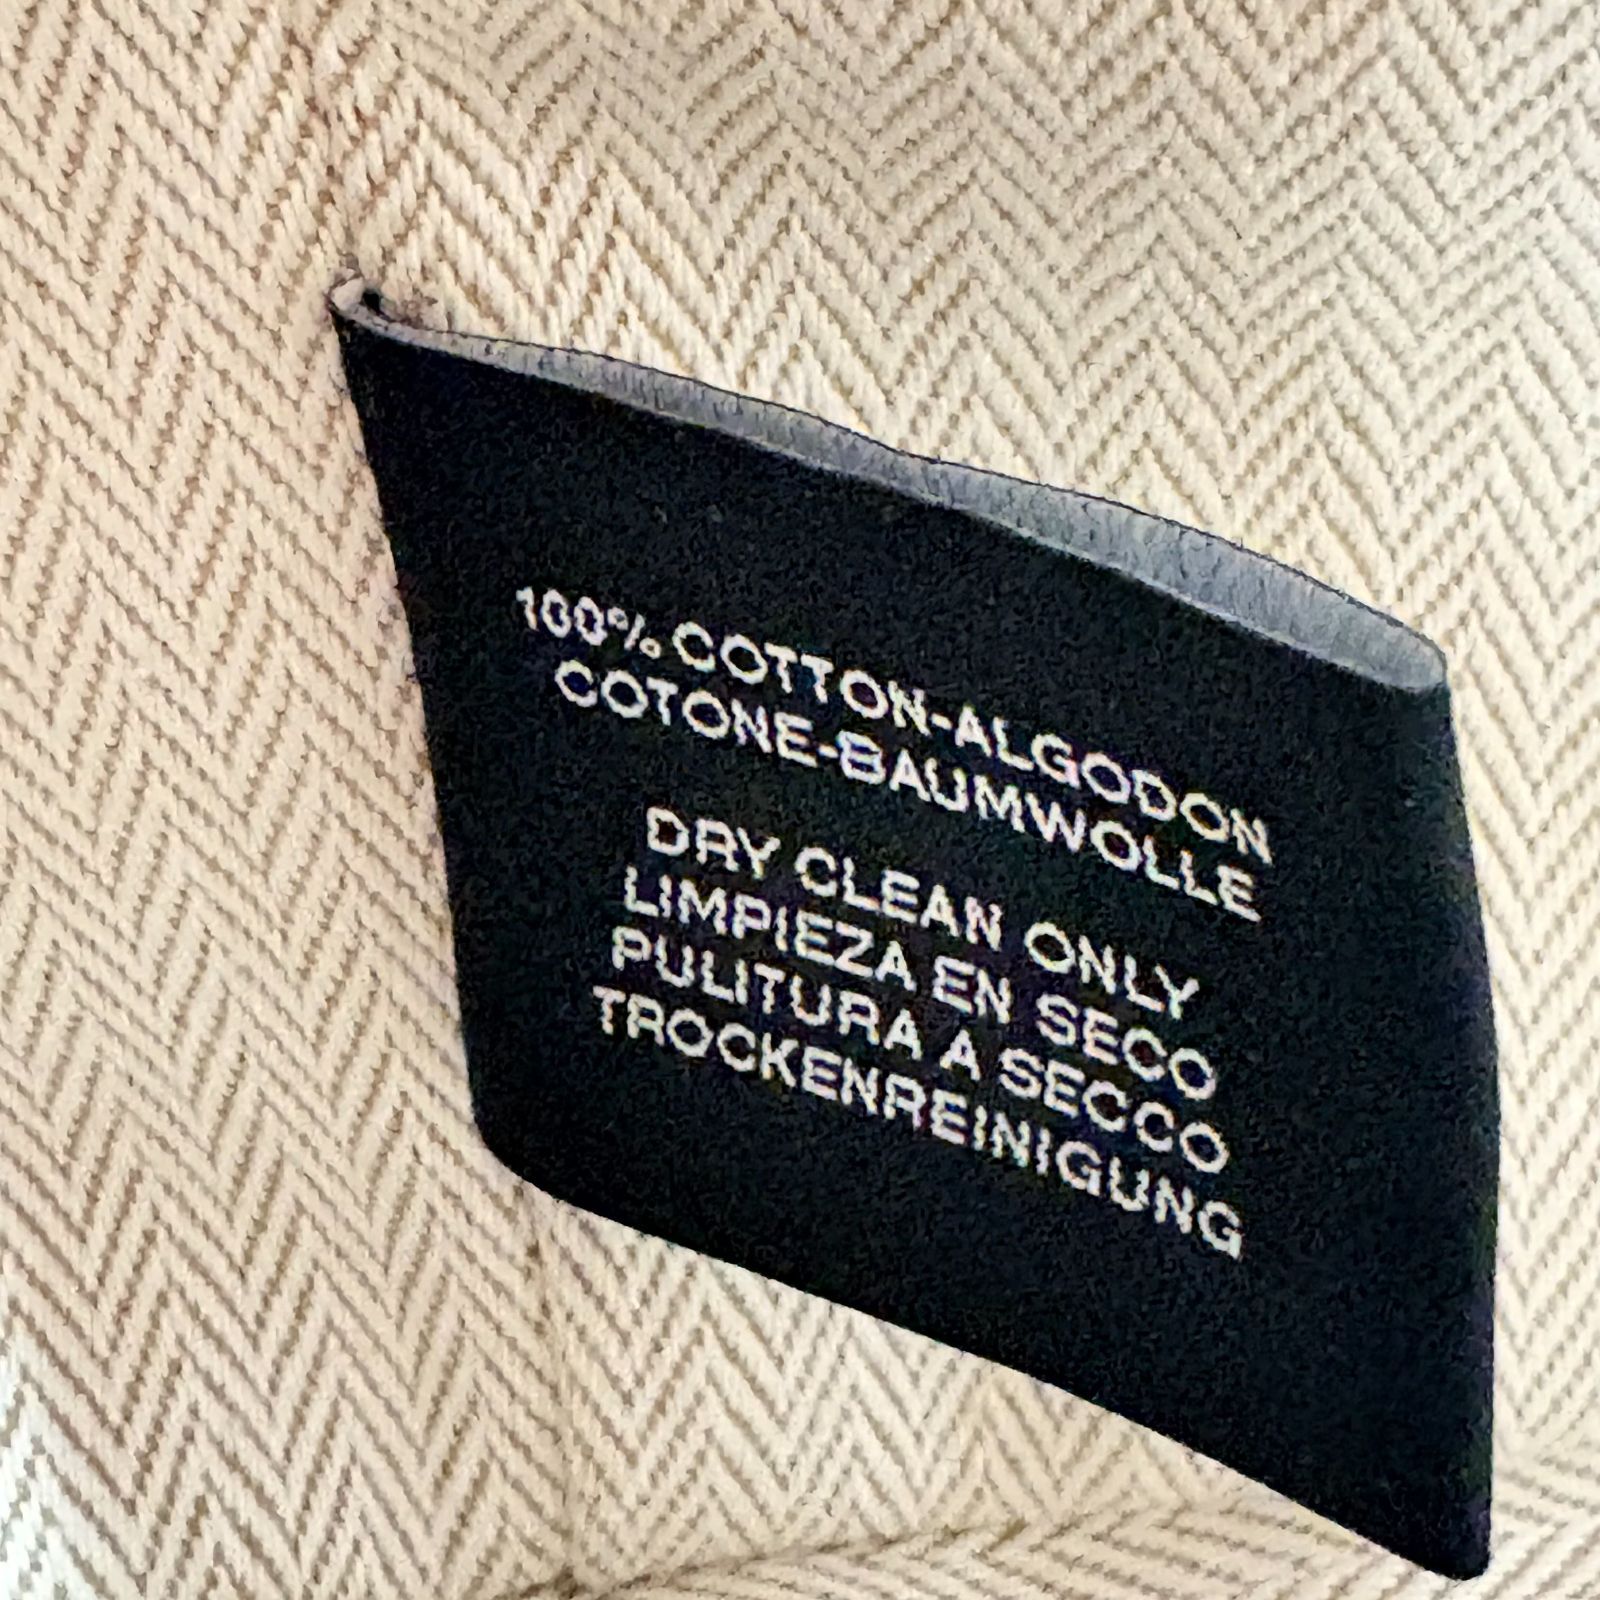 100% COTTON-ALGODON
COTONE-BAUMWOLLE
DRY CLEAN ONLY
LIMPIEZA EN SECO
PULITURA A SECCO
TROCKENREINIGUNG